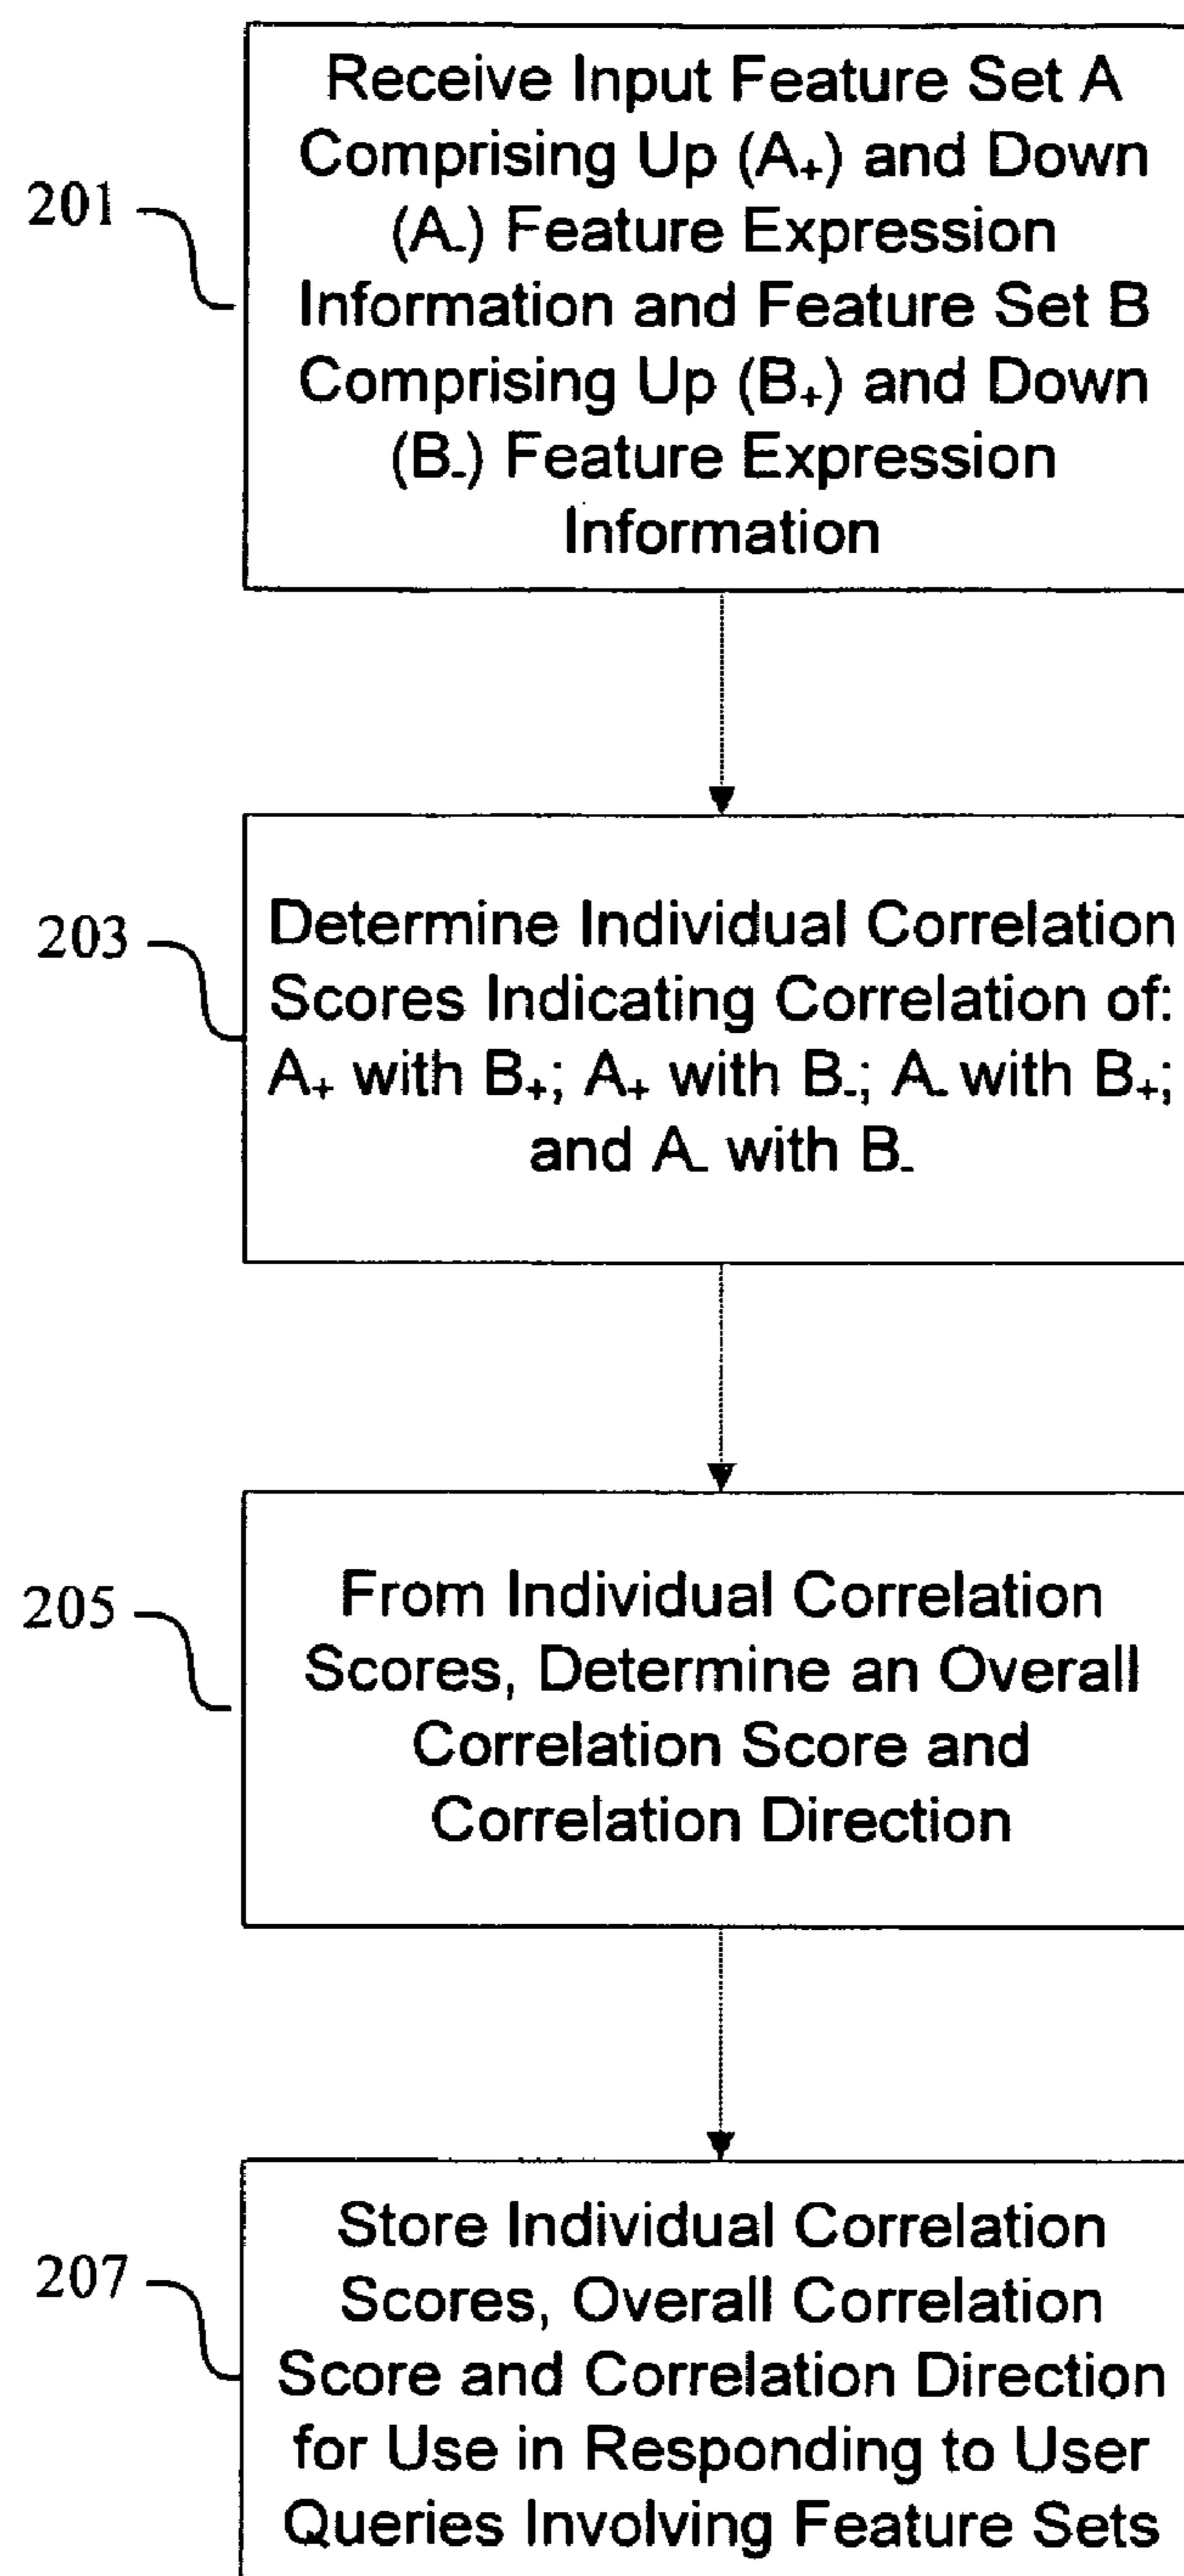 Receive Input Feature Set A
Comprising Up (A+) and Down
(A-) Feature Expression
Information and Feature Set B
Comprising Up (B+) and Down
(B-) Feature Expression
Information
201
Determine Individual Correlation
Scores Indicating Correlation of:
A+ with B+; A+ with B-; A- with B+;
and A- with B-
203
From Individual Correlation
Scores, Determine an Overall
Correlation Score and
Correlation Direction
205
Store Individual Correlation
Scores, Overall Correlation
Score and Correlation Direction
for Use in Responding to User
Queries Involving Feature Sets
207